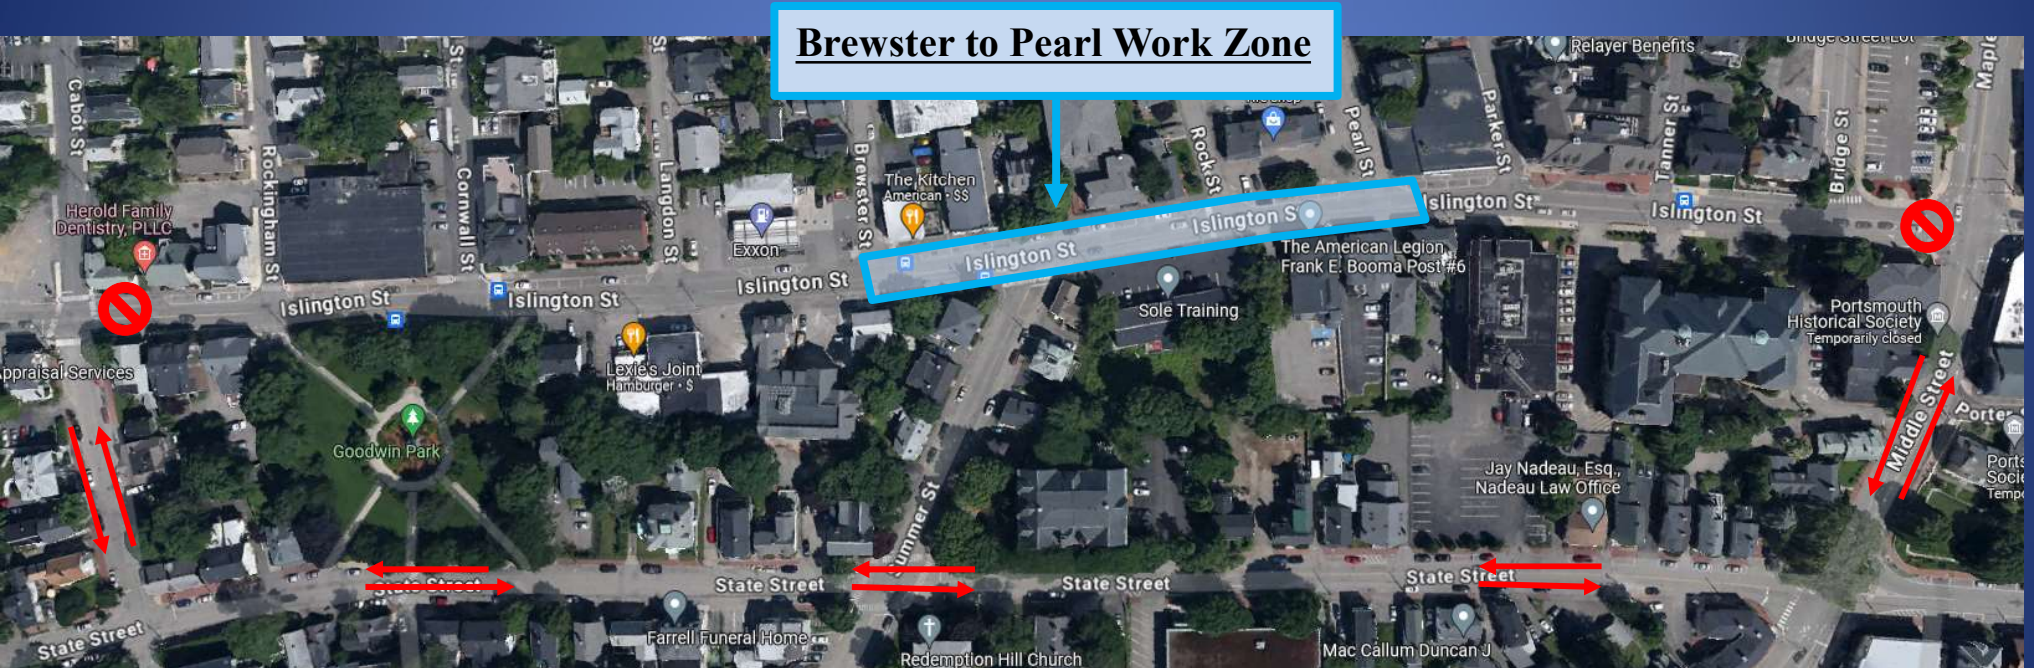 Brewster to Pearl Work Zone
Relayer Benefits
Bridge Street Lot
Maple
Cabot St
St
St
Rockingham St
Cornwall St
Langdon St
Brewster St
Rock St
Pearl St
Parker St
Tanner St
Bridge St
The Kitchen
American • $$
Herold Family
Dentistry, PLLC
Exxon
Islington St
Islington St
Islington St
Islington St
Islington S
Islington St
Islington St
The American Legion
Frank E. Booma Post #6
Sole Training
Portsmouth
Historical Society
Temporarily closed
Appraisal Services
Lexie's Joint
Hamburger • $
Goodwin Park
Middle Street
Porter
Ports
Socie
Tempo
Jay Nadeau, Esq.,
Nadeau Law Office
Summer St
State Street
State Street
State Street
State Street
State Street
Farrell Funeral Home
Redemption Hill Church
Mac Callum Duncan J